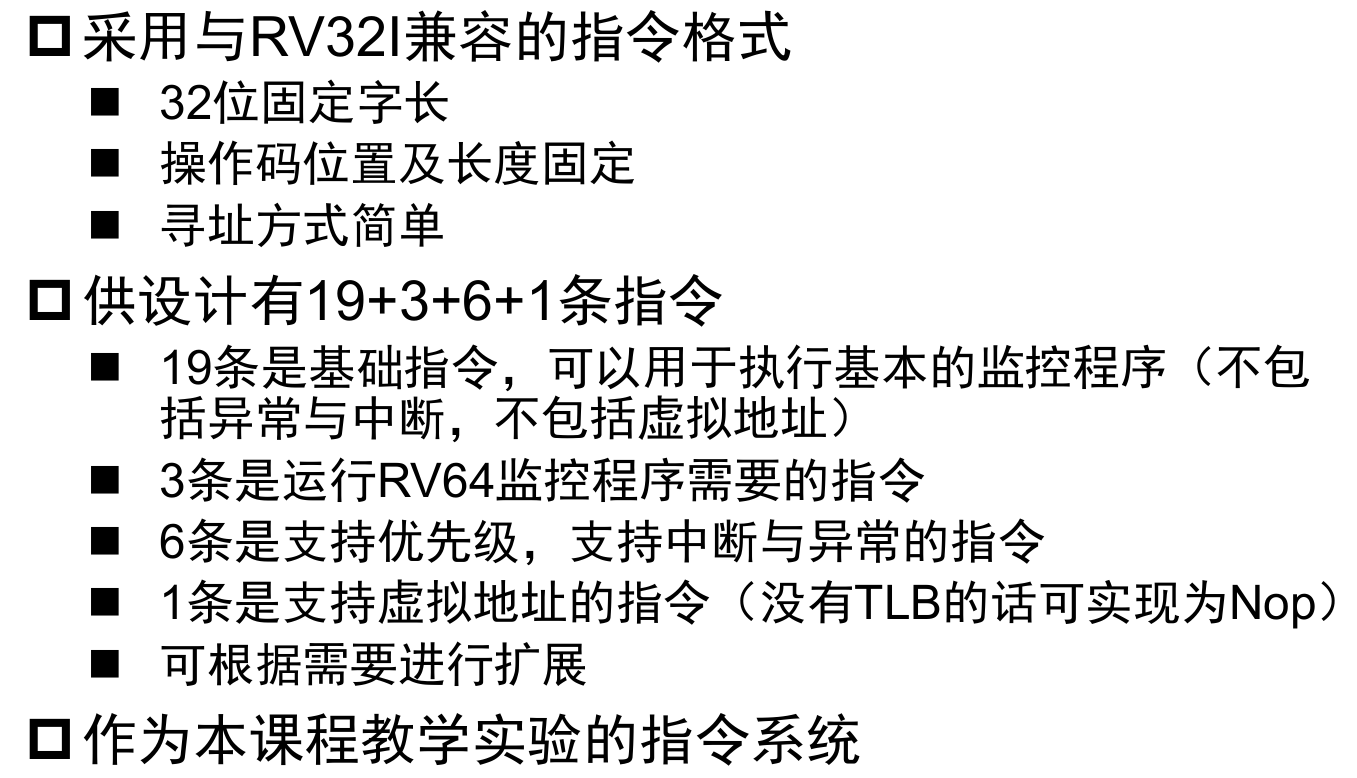 采用与RV32I兼容的指令格式
32位固定字长
操作码位置及长度固定
寻址方式简单
供设计有19+3+6+1条指令
19条是基础指令，可以用于执行基本的监控程序（不包
括异常与中断，不包括虚拟地址）
3条是运行RV64监控程序需要的指令
6条是支持优先级，支持中断与异常的指令
1条是支持虚拟地址的指令（没有TLB的话可实现为Nop）
可根据需要进行扩展
作为本课程教学实验的指令系统